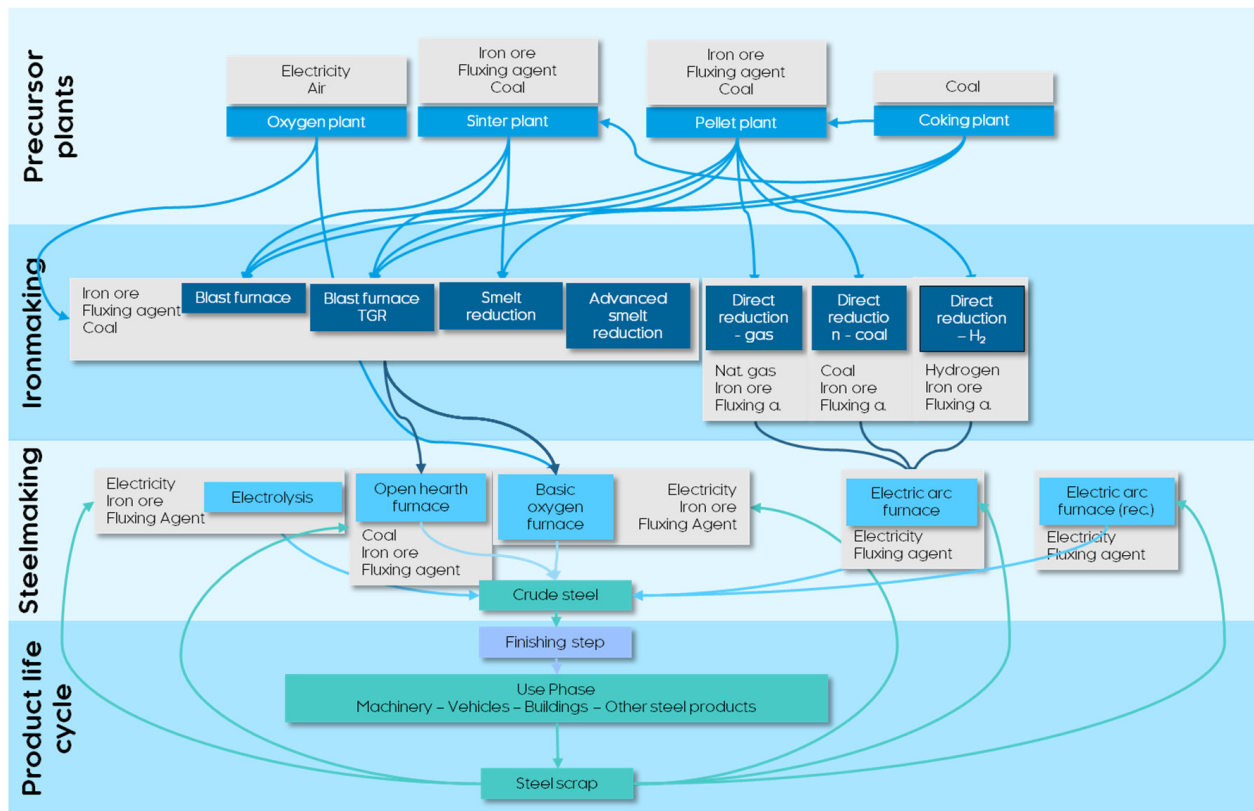 Precursor
plants
Electricity
Air
Oxygen plant
Iron ore
Fluxing agent
Coal
Sinter plant
Iron ore
Fluxing agent
Coal
Pellet plant
Coal
Coking plant
Ironmaking
Iron ore
Fluxing agent
Coal
Blast furnace
Blast furnace
TGR
Smelt
reduction
Advanced
smelt
reduction
Direct
reduction
- gas
Nat. gas
Iron ore
Fluxing a.
Direct
reductio
n - coal
Coal
Iron ore
Fluxing a.
Direct
reduction
– H₂
Hydrogen
Iron ore
Fluxing a.
Steelmaking
Electricity
Iron ore
Fluxing Agent
Electrolysis
Open hearth
furnace
Coal
Iron ore
Fluxing agent
Basic
oxygen
furnace
Electricity
Iron ore
Fluxing Agent
Electric arc
furnace
Electricity
Fluxing agent
Electric arc
furnace (rec.)
Electricity
Fluxing agent
Crude steel
Product life
cycle
Finishing step
Use Phase
Machinery – Vehicles – Buildings – Other steel products
Steel scrap